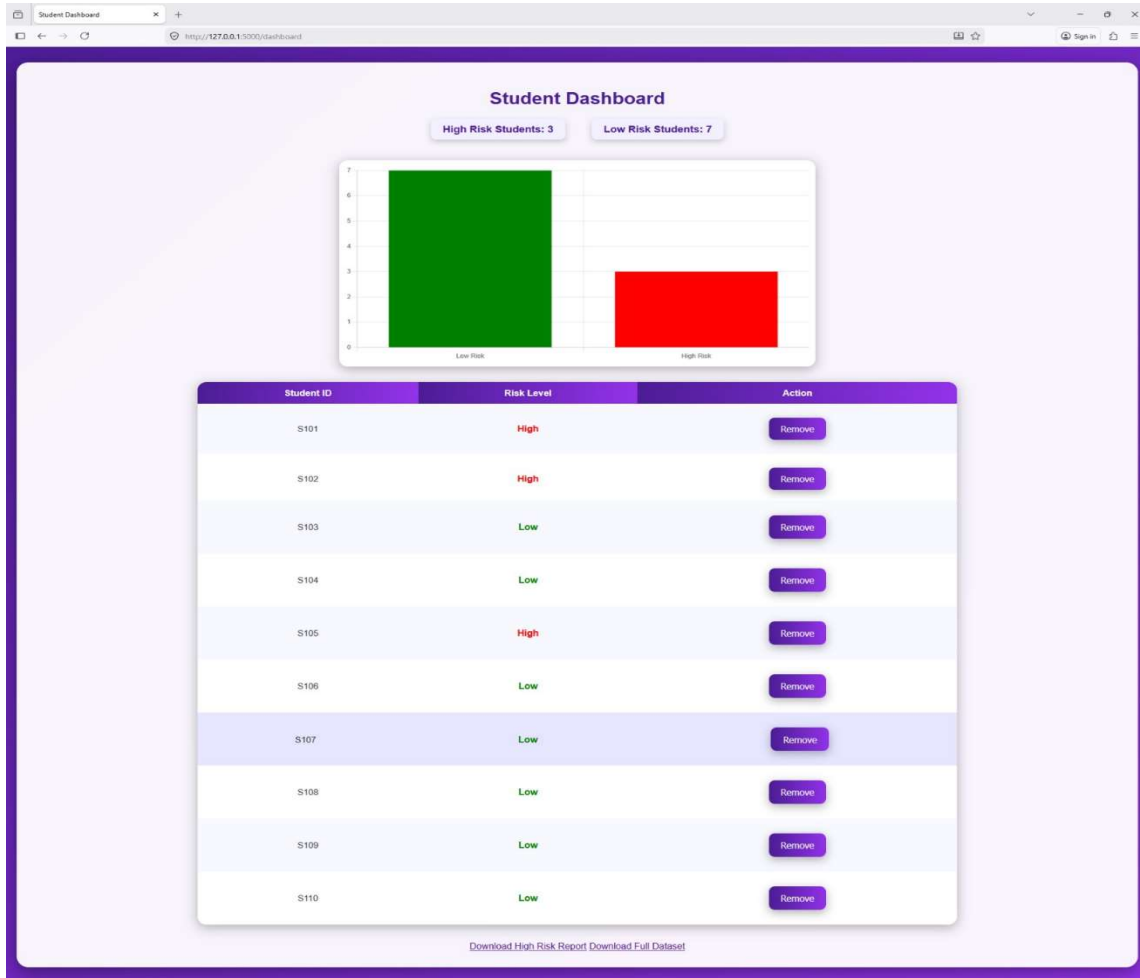 Student Dashboard
http://127.0.0.1:5000/dashboard
Sign in
Student Dashboard
High Risk Students: 3 Low Risk Students: 7
7
6
5
4
3
2
1
0
Low Risk High Risk
Student ID Risk Level Action
S101 High Remove
S102 High Remove
S103 Low Remove
S104 Low Remove
S105 High Remove
S106 Low Remove
S107 Low Remove
S108 Low Remove
S109 Low Remove
S110 Low Remove
Download High Risk Report Download Full Dataset